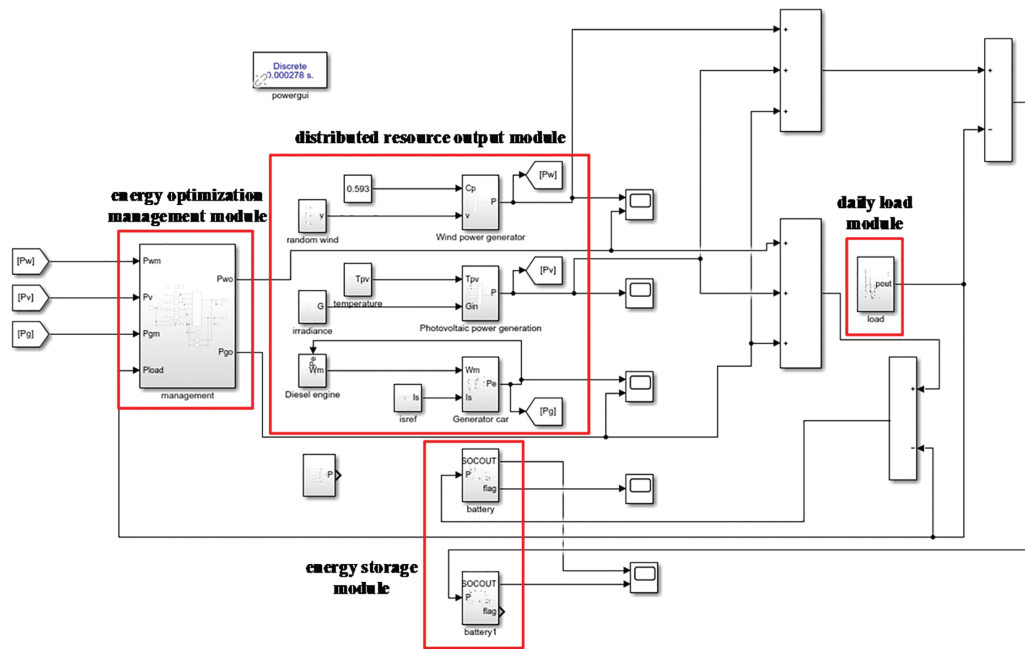 Discrete
0.000278 s.
powergui
distributed resource output module
energy optimization
management module
daily load
module
energy storage
module
[Pw]
[Pv]
[Pg]
Pwm
Pv
Pgm
Pload
Pwo
Pgo
management
0.593
v
random wind
Cp
v
P
Wind power generator
[Pw]
Tpv
temperature
G
irradiance
Tpv
Gin
P
Photovoltaic power generation
[Pv]
Pe
Wm
Diesel engine
Is
isref
Wm
Is
Pe
Generator car
[Pg]
P
P
SOCOUT
flag
battery
P
SOCOUT
flag
battery1
pout
load
+
+
+
+
−
+
+
+
+
−